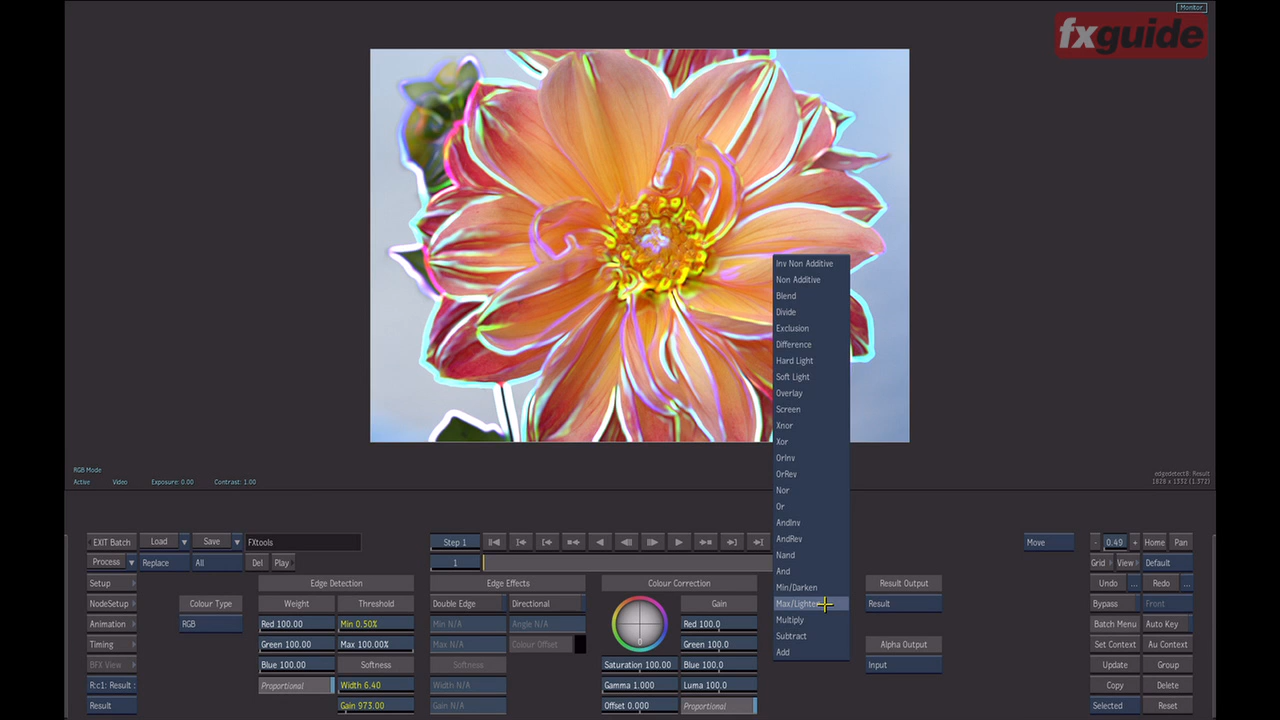 Monitor
fxguide
Inv Non Additive
Non Additive
Blend
Divide
Exclusion
Difference
Hard Light
Soft Light
Overlay
Screen
Xnor
Xor
OrInv
OrRev
Nor
Or
AndInv
AndRev
Nand
And
Min/Darken
Max/Lighten
Multiply
Subtract
Add
RGB Mode
Active Video Exposure: 0.00 Contrast: 1.00
edgedetect8 Result
1828 x 1332 (1.372)
EXIT Batch Load Save FXtools Step 1 Move - 0.49 + Home Pan
Process Replace All Del Play 1 Grid View Default
Setup Edge Detection Edge Effects Colour Correction Result Output Undo ... Redo ...
NodeSetup Colour Type Weight Threshold Double Edge Directional Gain Result Bypass Front
Animation RGB Red 100.00 Min 0.50% Min N/A Angle N/A Red 100.0 Batch Menu Auto Key
Timing Green 100.00 Max 100.00% Max N/A Colour Offset Green 100.0 Alpha Output Set Context Au Context
BFX View Blue 100.00 Softness Softness Saturation 100.00 Blue 100.0 Input Update Group
R:c1: Result : Proportional Width 6.40 Width N/A Gamma 1.000 Luma 100.0 Copy Delete
Result Gain 973.00 Gain N/A Offset 0.000 Proportional Selected Reset